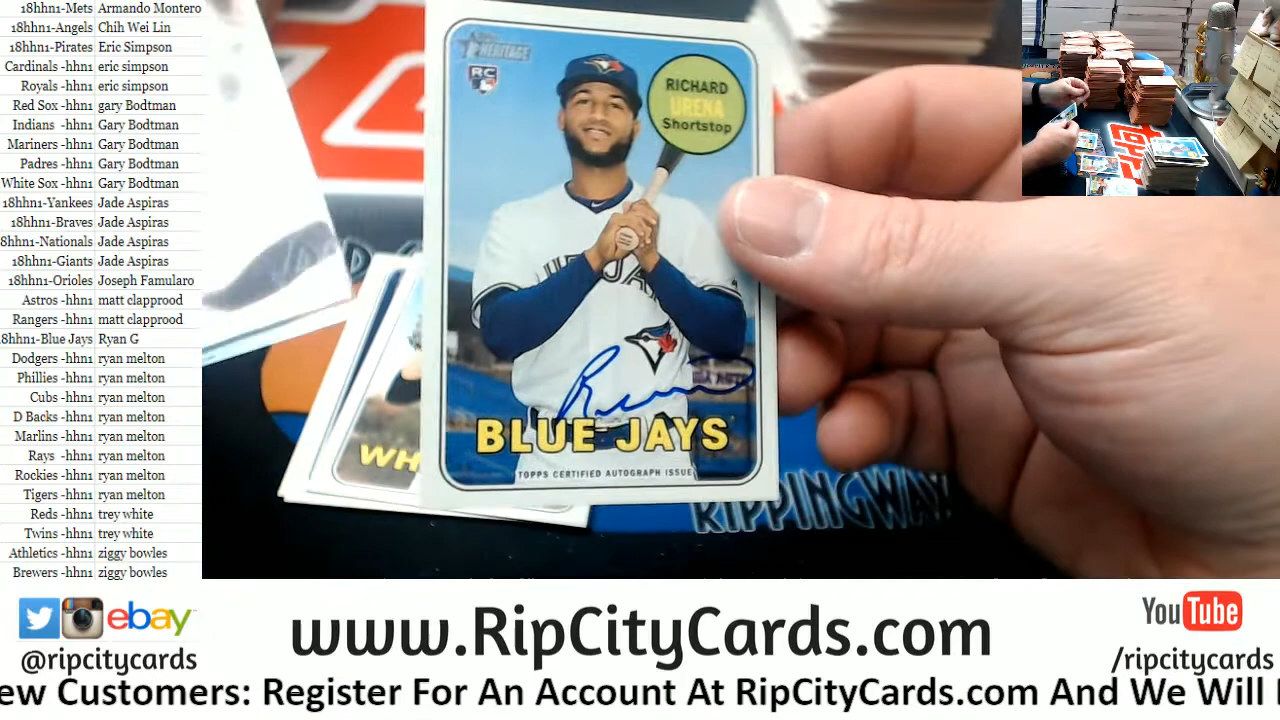 18hhn1-Mets Armando Montero
18hhn1-Angels Chih Wei Lin
18hhn1-Pirates Eric Simpson
Cardinals -hhn1 eric simpson
Royals -hhn1 eric simpson
Red Sox -hhn1 gary Bodtman
Indians -hhn1 Gary Bodtman
Mariners -hhn1 Gary Bodtman
Padres -hhn1 Gary Bodtman
White Sox -hhn1 Gary Bodtman
18hhn1-Yankees Jade Aspiras
18hhn1-Braves Jade Aspiras
8hhn1-Nationals Jade Aspiras
18hhn1-Giants Jade Aspiras
18hhn1-Orioles Joseph Famularo
Astros -hhn1 matt clapprood
Rangers -hhn1 matt clapprood
8hhn1-Blue Jays Ryan G
Dodgers -hhn1 ryan melton
Phillies -hhn1 ryan melton
Cubs -hhn1 ryan melton
D Backs -hhn1 ryan melton
Marlins -hhn1 ryan melton
Rays -hhn1 ryan melton
Rockies -hhn1 ryan melton
Tigers -hhn1 ryan melton
Reds -hhn1 trey white
Twins -hhn1 trey white
Athletics -hhn1 ziggy bowles
Brewers -hhn1 ziggy bowles
HERITAGE
RC
RICHARD
URENA
Shortstop
BLUE JAYS
TOPPS CERTIFIED AUTOGRAPH ISSUE
WH
RIPPINGWAX
ebay
@ripcitycards
www.RipCityCards.com
YouTube
/ripcitycards
ew Customers: Register For An Account At RipCityCards.com And We Will